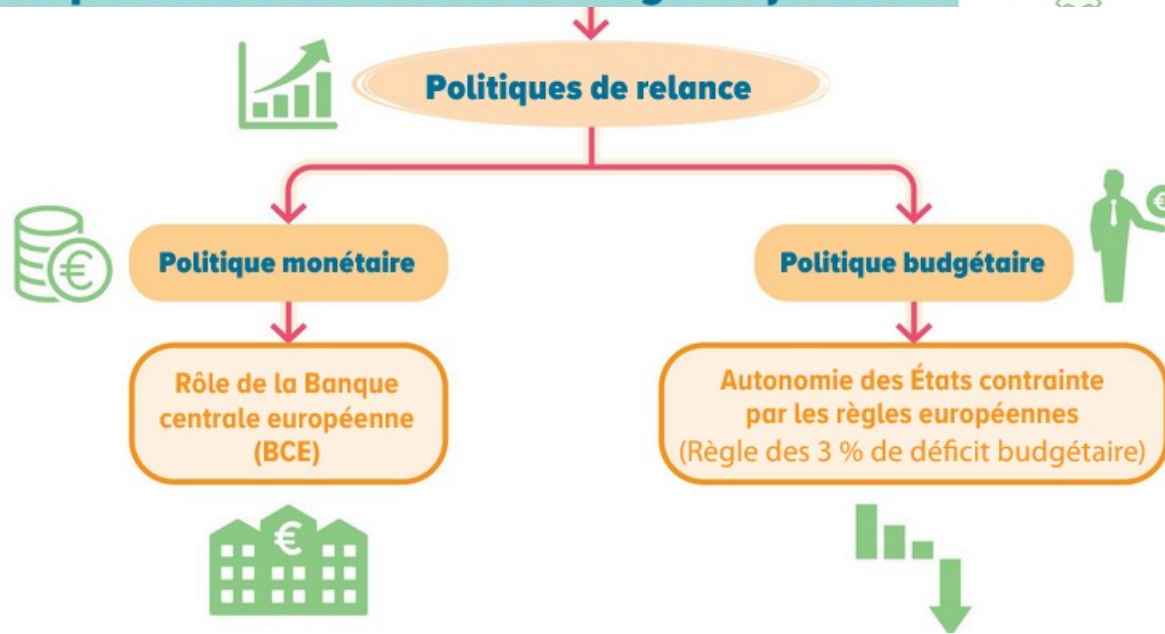 Politiques de relance
Politique monétaire
Politique budgétaire
Rôle de la Banque
centrale européenne
(BCE)
Autonomie des États contrainte
par les règles européennes
(Règle des 3 % de déficit budgétaire)
€
€
€